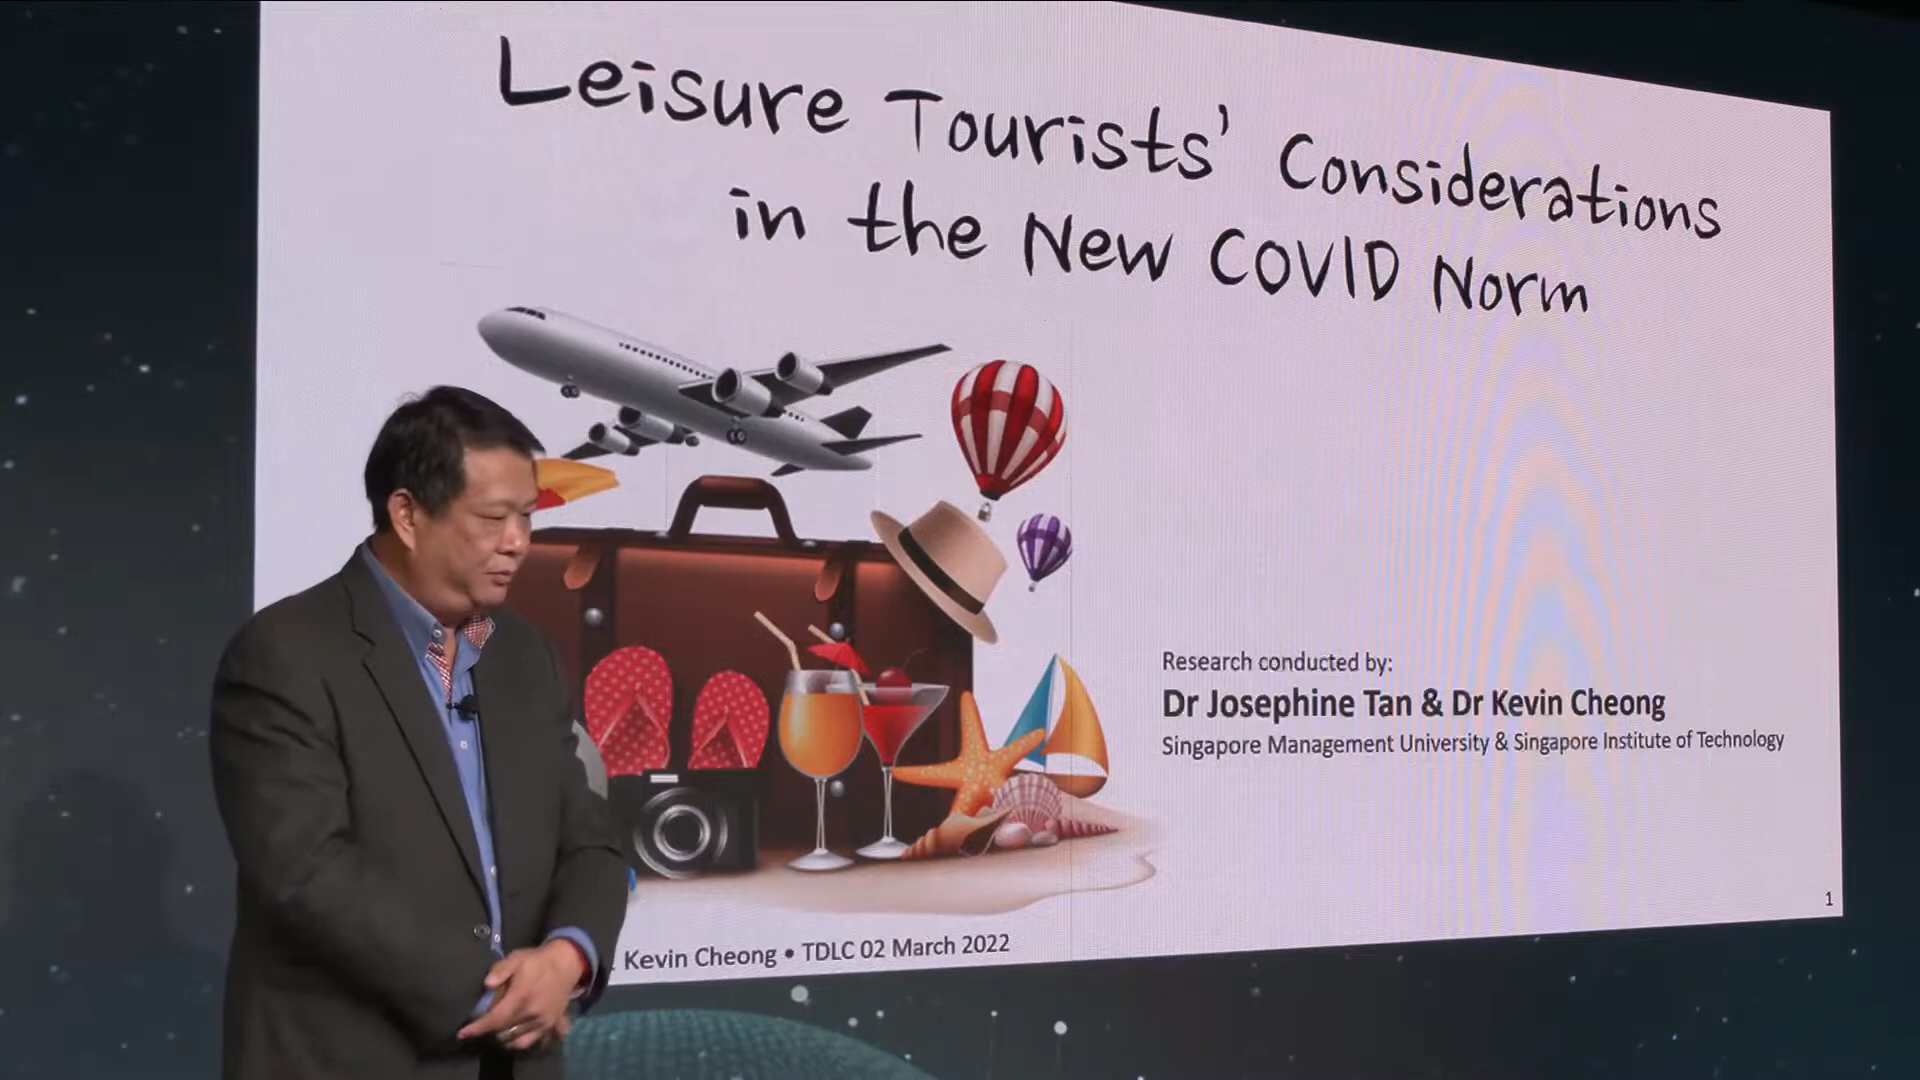 Leisure Tourists' Considerations
in the New COVID Norm
Research conducted by:
Dr Josephine Tan & Dr Kevin Cheong
Singapore Management University & Singapore Institute of Technology
Kevin Cheong • TDLC 02 March 2022
1